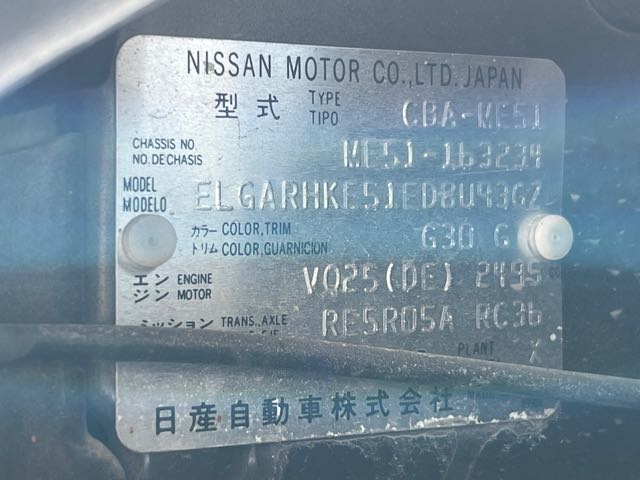 NISSAN MOTOR CO.,LTD. JAPAN
型式 TYPE TIPO CBA-ME51
CHASSIS NO. NO. DE CHASIS ME51-163234
MODEL MODELO ELGARHKE51ED8U43GZ
カラー COLOR, TRIM トリム COLOR, GUARNICION G30 G
エンジン ENGINE MOTOR VQ25(DE) 2495 cc
ミッション TRANS., AXLE RE5R05A RC36
PLANT X
日産自動車株式会社